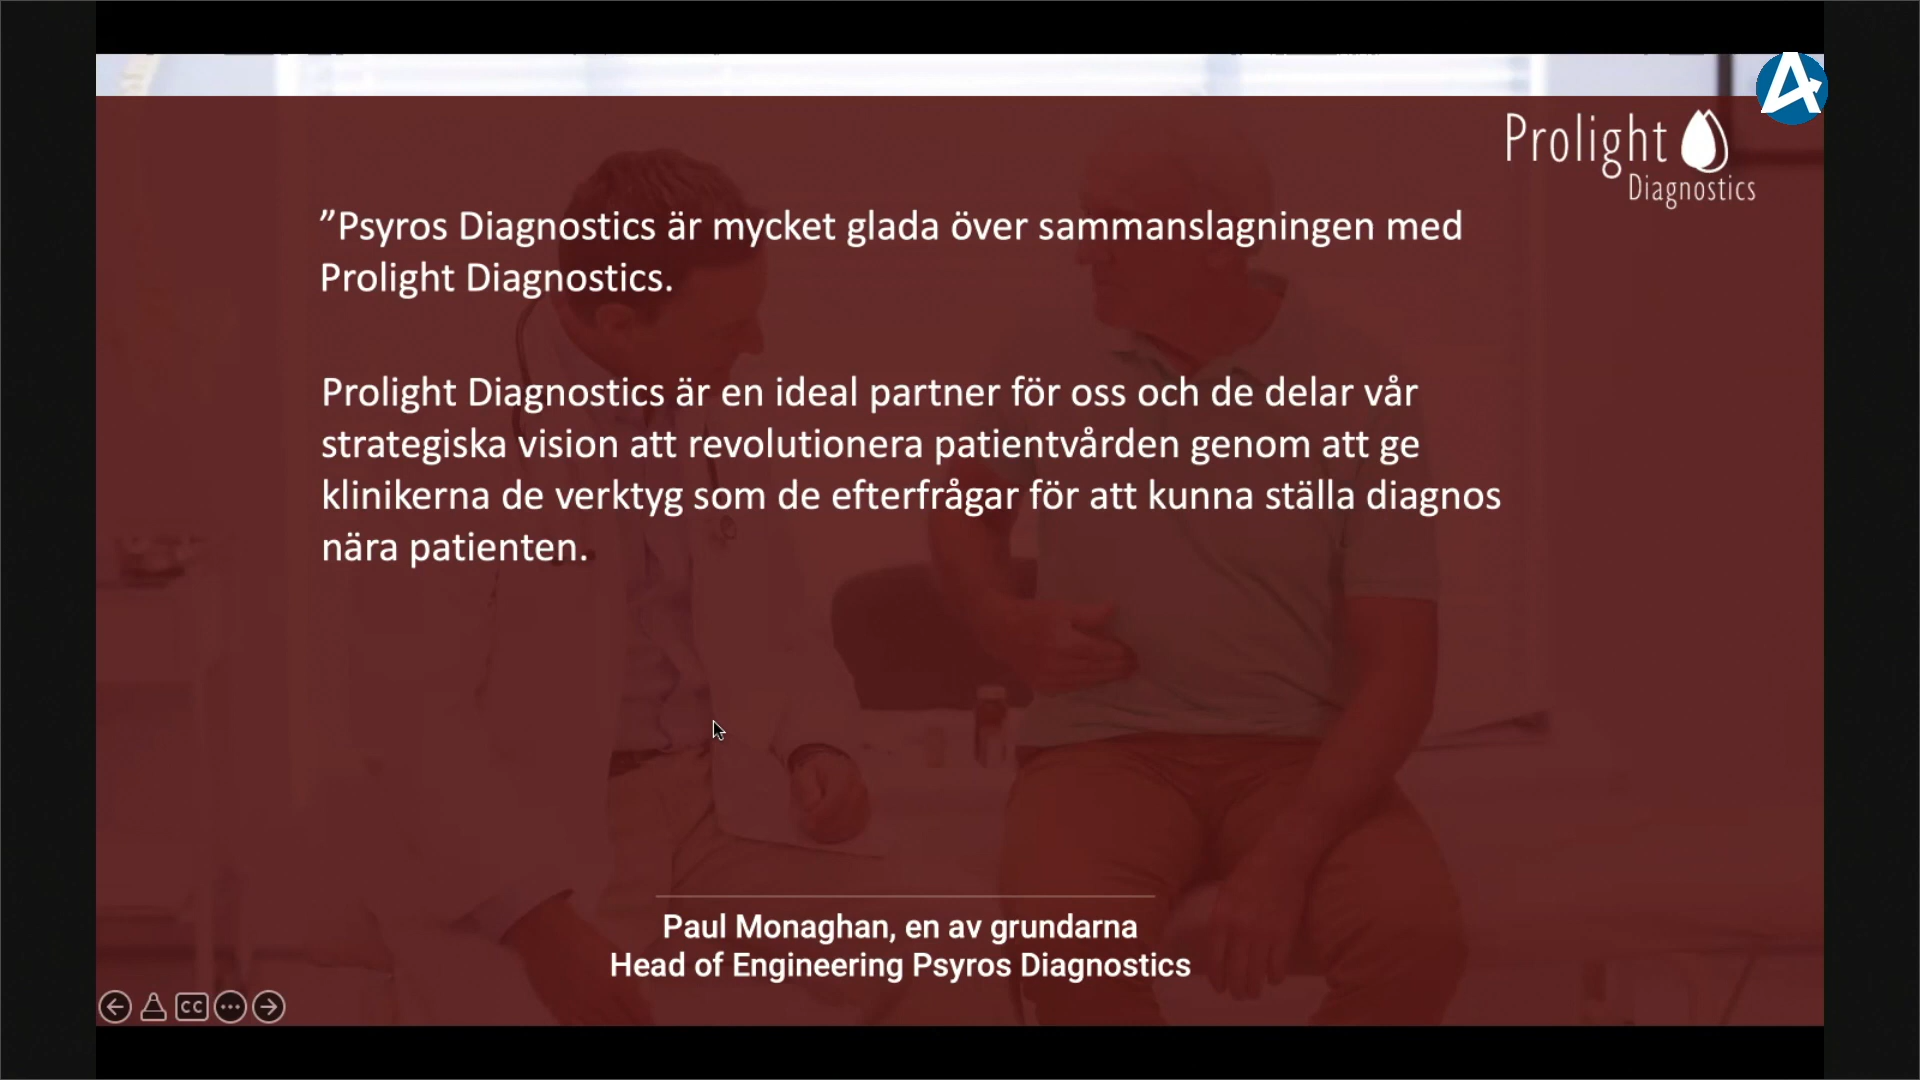 Prolight
Diagnostics
”Psyros Diagnostics är mycket glada över sammanslagningen med
Prolight Diagnostics.
Prolight Diagnostics är en ideal partner för oss och de delar vår
strategiska vision att revolutionera patientvården genom att ge
klinikerna de verktyg som de efterfrågar för att kunna ställa diagnos
nära patienten.
Paul Monaghan, en av grundarna
Head of Engineering Psyros Diagnostics
CC